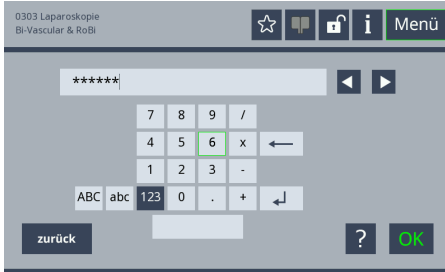 0303 Laparoskopie
Bi-Vascular & RoBi
i
Menü
******
7 8 9 /
4 5 6 x
1 2 3 -
ABC abc 123 0 . +
zurück
?
OK